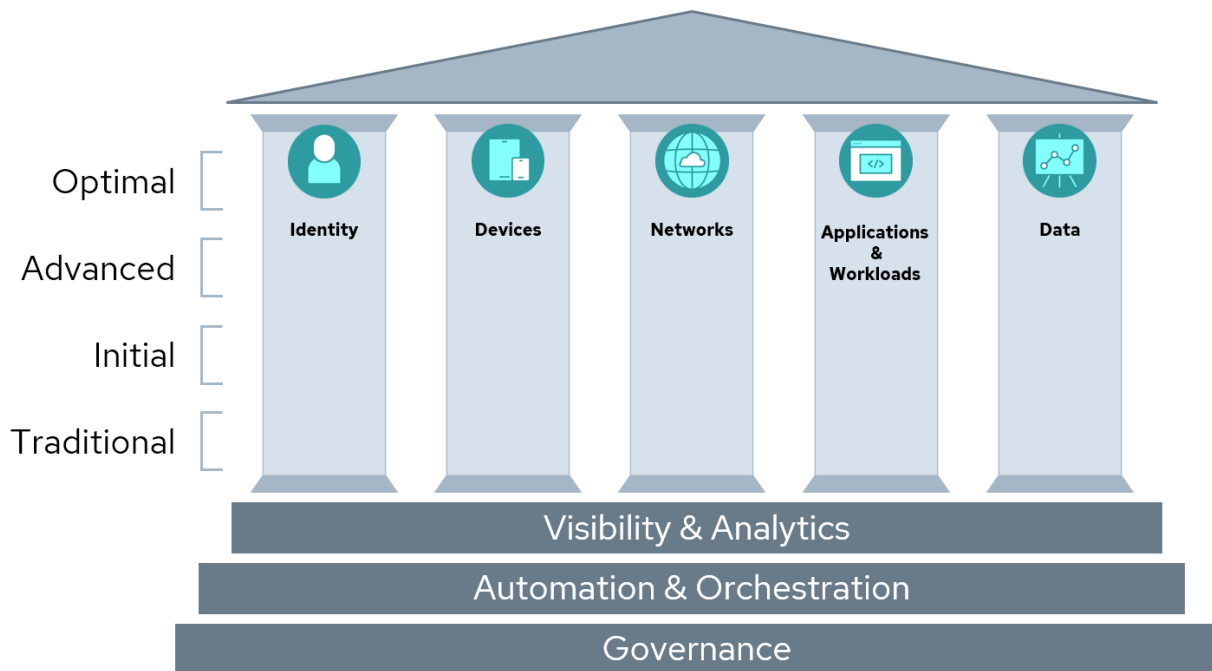 Optimal
Advanced
Initial
Traditional
Identity
Devices
Networks
Applications
&
Workloads
Data
</>
Visibility & Analytics
Automation & Orchestration
Governance